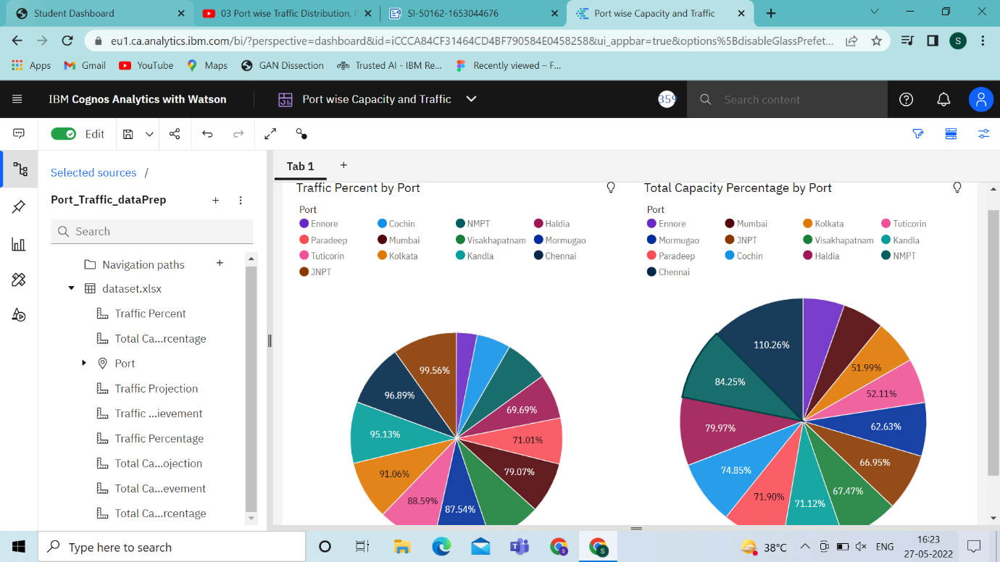 Student Dashboard
03 Port wise Traffic Distribution,
SI-50162-1653044676
Port wise Capacity and Traffic
eu1.ca.analytics.ibm.com/bi/?perspective=dashboard&id=iCCCA84CF31464CD4BF790584E0458258&ui_appbar=true&options%5BdisableGlassPrefet...
S
Apps Gmail YouTube Maps GAN Dissection Trusted AI - IBM Re... Recently viewed – F...
IBM Cognos Analytics with Watson
Port wise Capacity and Traffic
359
Search content
Edit
Selected sources /
Port_Traffic_dataPrep
Search
Navigation paths
dataset.xlsx
Traffic Percent
Total Ca...rcentage
Port
Traffic Projection
Traffic ...ievement
Traffic Percentage
Total Ca...ojection
Total Ca...evement
Total Ca...rcentage
Tab 1
Traffic Percent by Port
Port
Ennore Cochin NMPT Haldia
Paradeep Mumbai Visakhapatnam Mormugao
Tuticorin Kolkata Kandla Chennai
JNPT
99.56%
96.89%
69.69%
95.13%
71.01%
91.06%
79.07%
88.59%
87.54%
Total Capacity Percentage by Port
Port
Ennore Mumbai Kolkata Tuticorin
Mormugao JNPT Visakhapatnam Kandla
Paradeep Cochin Haldia NMPT
Chennai
110.26%
51.99%
84.25%
52.11%
79.97%
62.63%
66.95%
74.85%
67.47%
71.90%
71.12%
Type here to search
38°C
ENG
16:23
27-05-2022